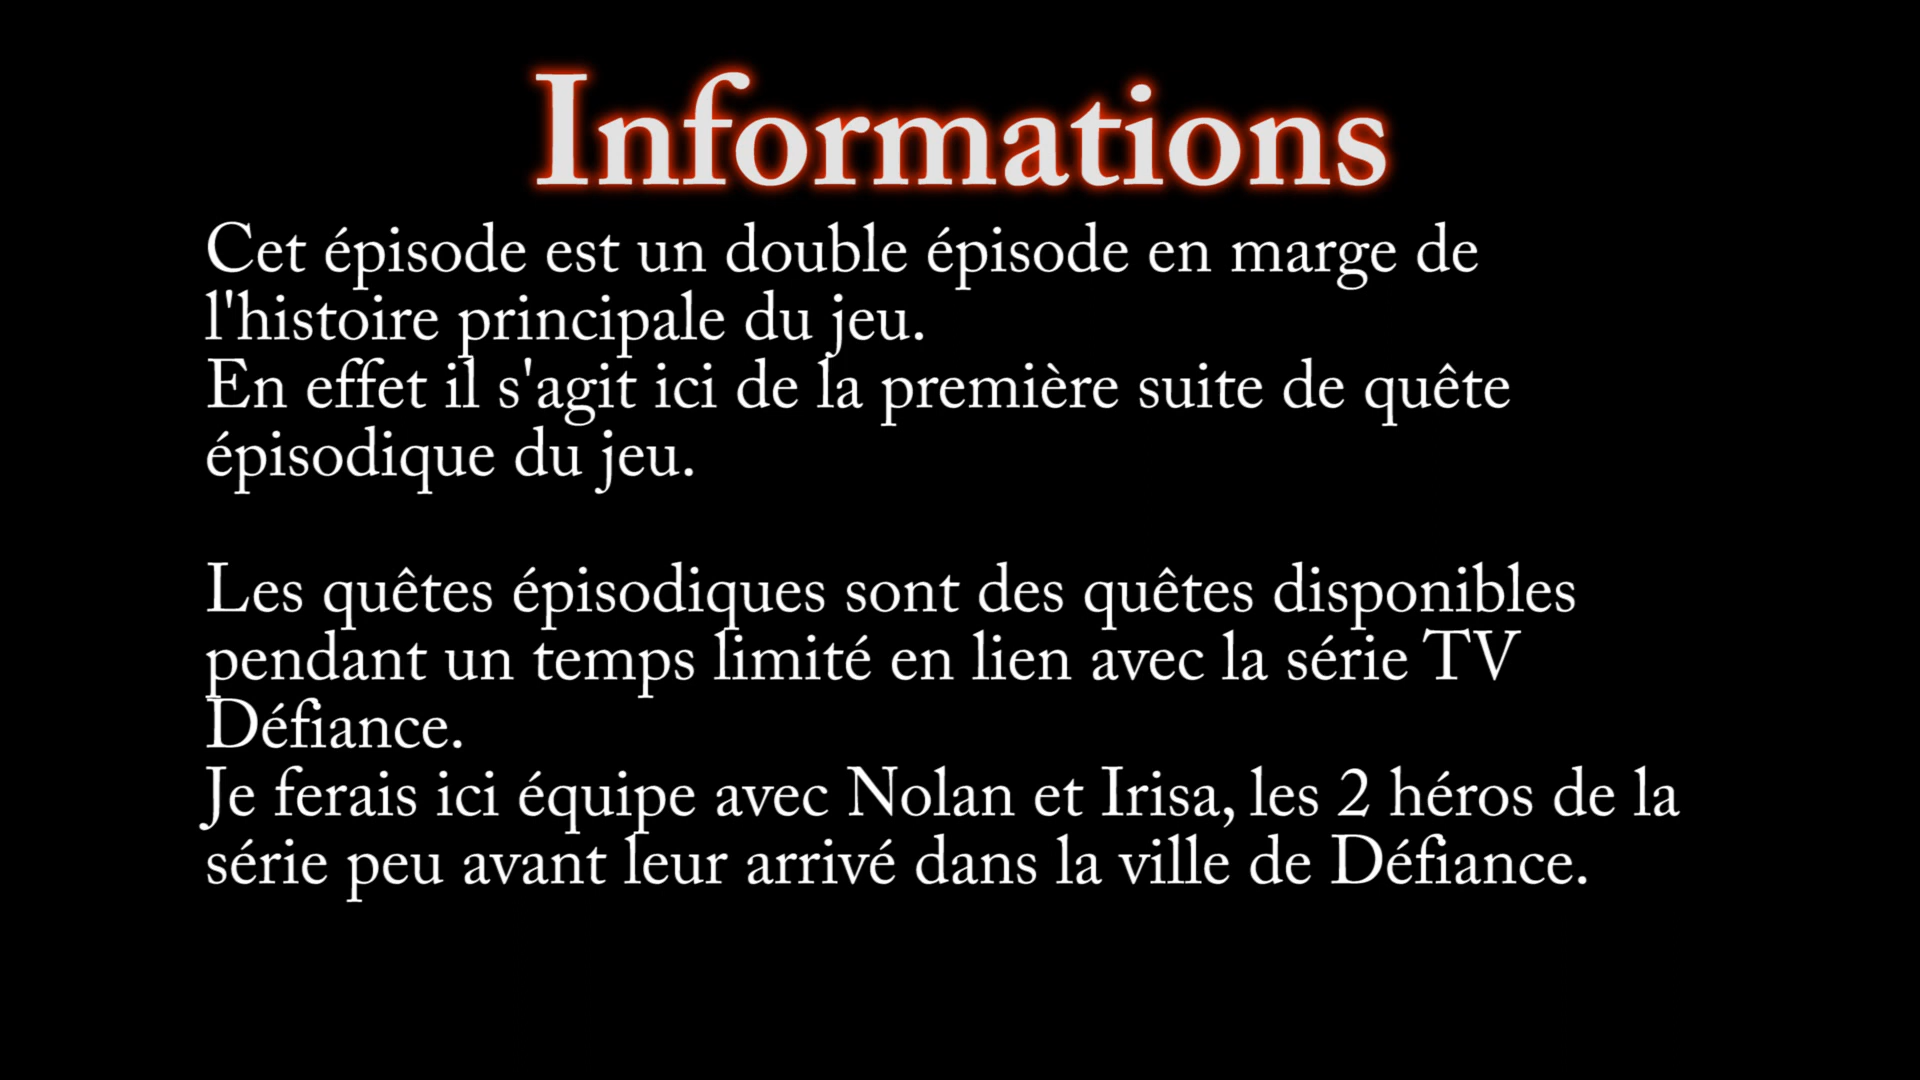 Informations
Cet épisode est un double épisode en marge de
l'histoire principale du jeu.
En effet il s'agit ici de la première suite de quête
épisodique du jeu.
Les quêtes épisodiques sont des quêtes disponibles
pendant un temps limité en lien avec la série TV
Défiance.
Je ferais ici équipe avec Nolan et Irisa, les 2 héros de la
série peu avant leur arrivé dans la ville de Défiance.